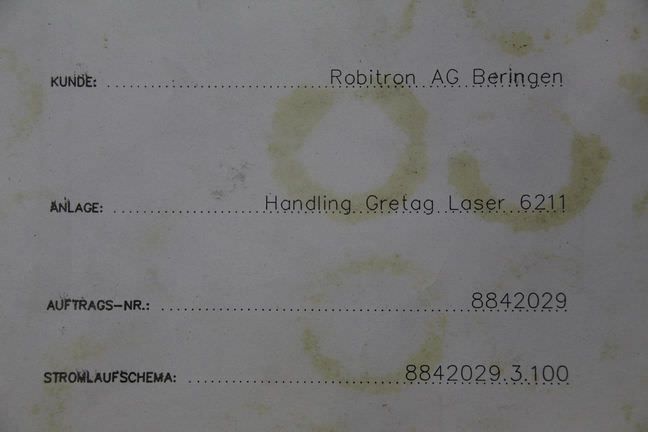 KUNDE: Robitron AG Beringen
ANLAGE: Handling Gretag Laser 6211
AUFTRAGS-NR.: 8842029
STROMLAUFSCHEMA: 8842029.3.100